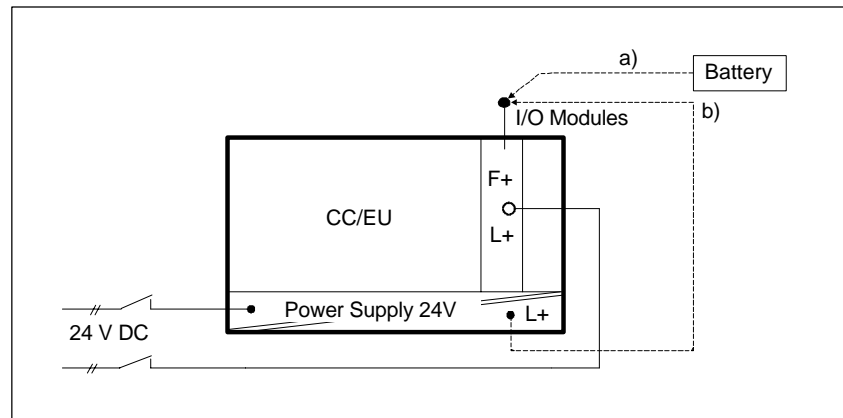 a)
Battery
b)
I/O Modules
F+
CC/EU
L+
Power Supply 24V
L+
24 V DC